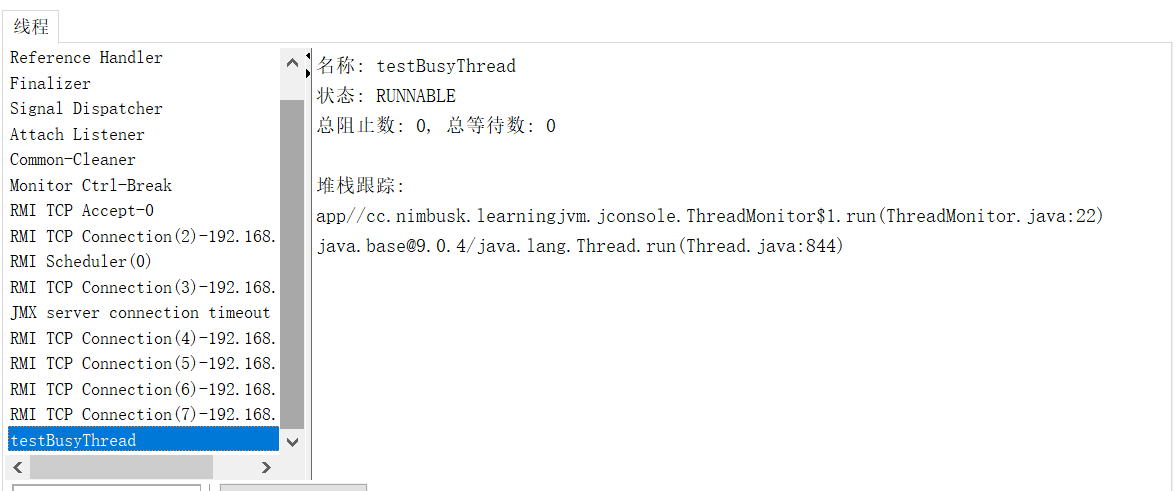 线程
Reference Handler
Finalizer
Signal Dispatcher
Attach Listener
Common-Cleaner
Monitor Ctrl-Break
RMI TCP Accept-0
RMI TCP Connection(2)-192.168.
RMI Scheduler(0)
RMI TCP Connection(3)-192.168.
JMX server connection timeout
RMI TCP Connection(4)-192.168.
RMI TCP Connection(5)-192.168.
RMI TCP Connection(6)-192.168.
RMI TCP Connection(7)-192.168.
testBusyThread
名称: testBusyThread
状态: RUNNABLE
总阻止数: 0, 总等待数: 0
堆栈跟踪:
app//cc.nimbusk.learningjvm.jconsole.ThreadMonitor$1.run(ThreadMonitor.java:22)
java.base@9.0.4/java.lang.Thread.run(Thread.java:844)